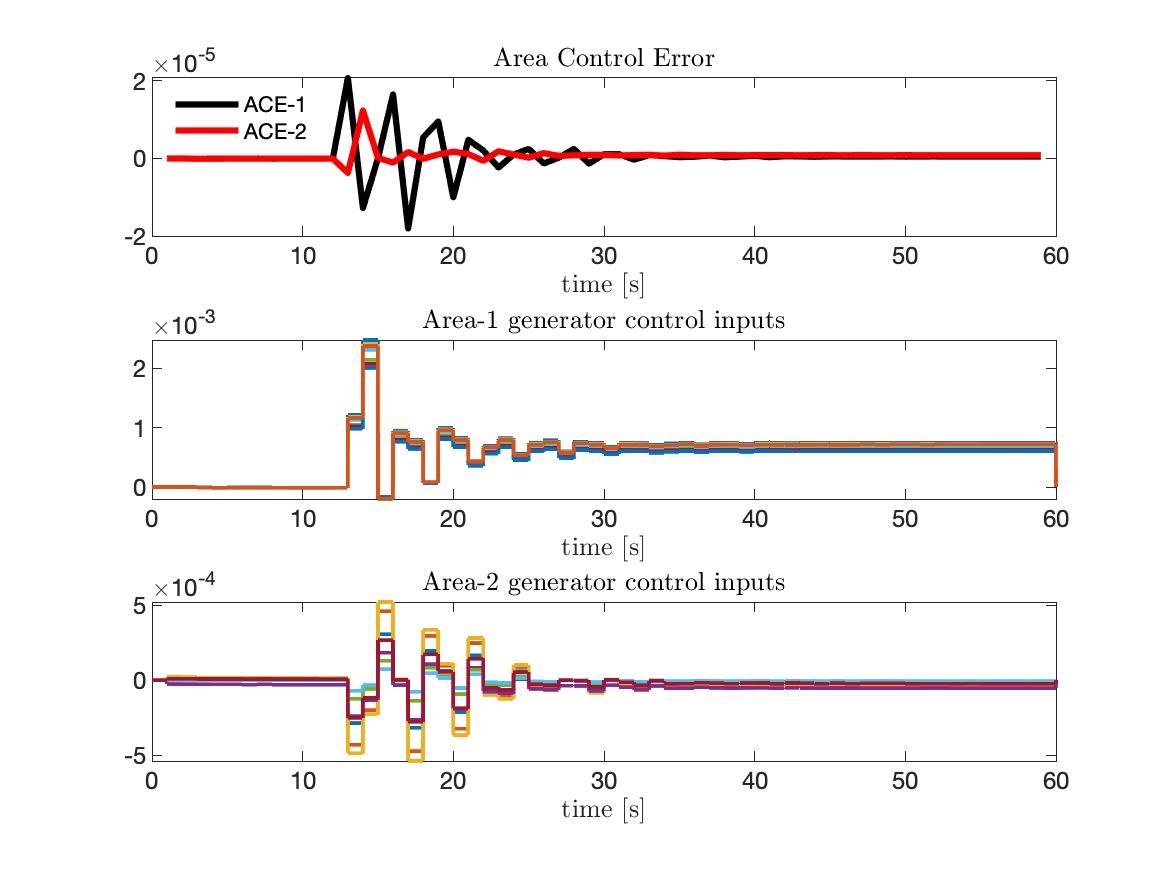 Area Control Error
×10-5
2
0
-2
ACE-1
ACE-2
0 10 20 30 40 50 60
time [s]
Area-1 generator control inputs
×10-3
2
1
0
0 10 20 30 40 50 60
time [s]
Area-2 generator control inputs
×10-4
5
0
-5
0 10 20 30 40 50 60
time [s]